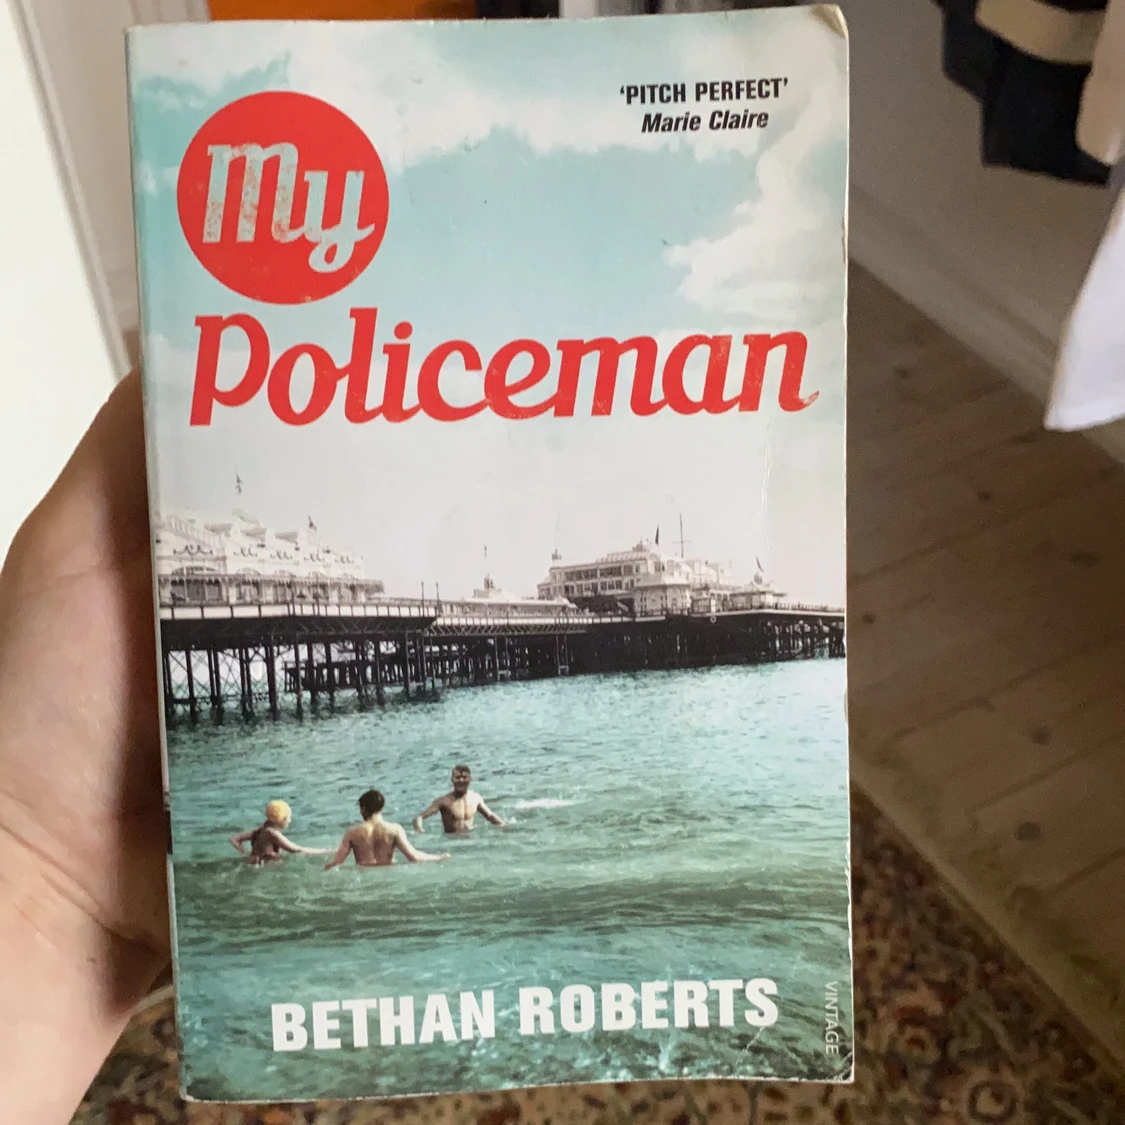 'PITCH PERFECT'
Marie Claire
My
Policeman
BETHAN ROBERTS
VINTAGE